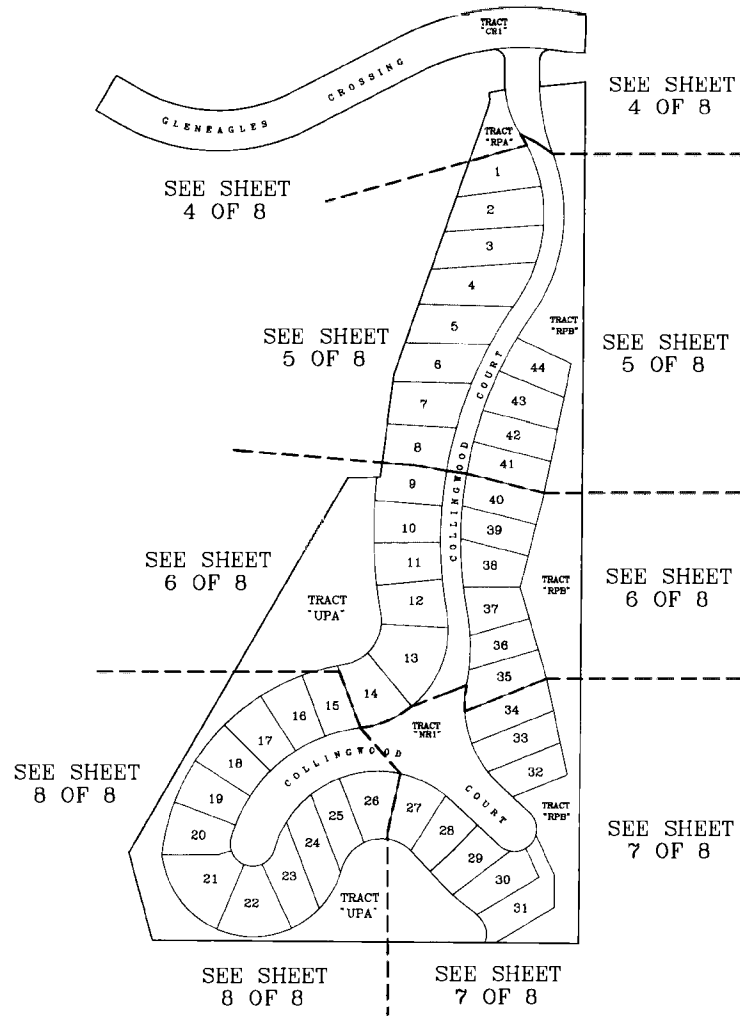 TRACT
"CR1"
GLENEAGLES CROSSING
SEE SHEET
4 OF 8
TRACT
"RPA"
SEE SHEET
4 OF 8
1
2
3
4
5
6
7
8
TRACT
"RPB"
SEE SHEET
5 OF 8
SEE SHEET
5 OF 8
44
43
42
41
COLLINGWOOD COURT
9
10
11
12
13
14
40
39
38
37
36
35
SEE SHEET
6 OF 8
TRACT
"UPA"
TRACT
"RPB"
SEE SHEET
6 OF 8
15
16
17
18
19
20
21
22
23
24
25
26
COLLINGWOOD COURT
TRACT
"NR1"
34
33
32
27
28
29
30
31
TRACT
"RPB"
SEE SHEET
8 OF 8
SEE SHEET
7 OF 8
TRACT
"UPA"
SEE SHEET
8 OF 8
SEE SHEET
7 OF 8